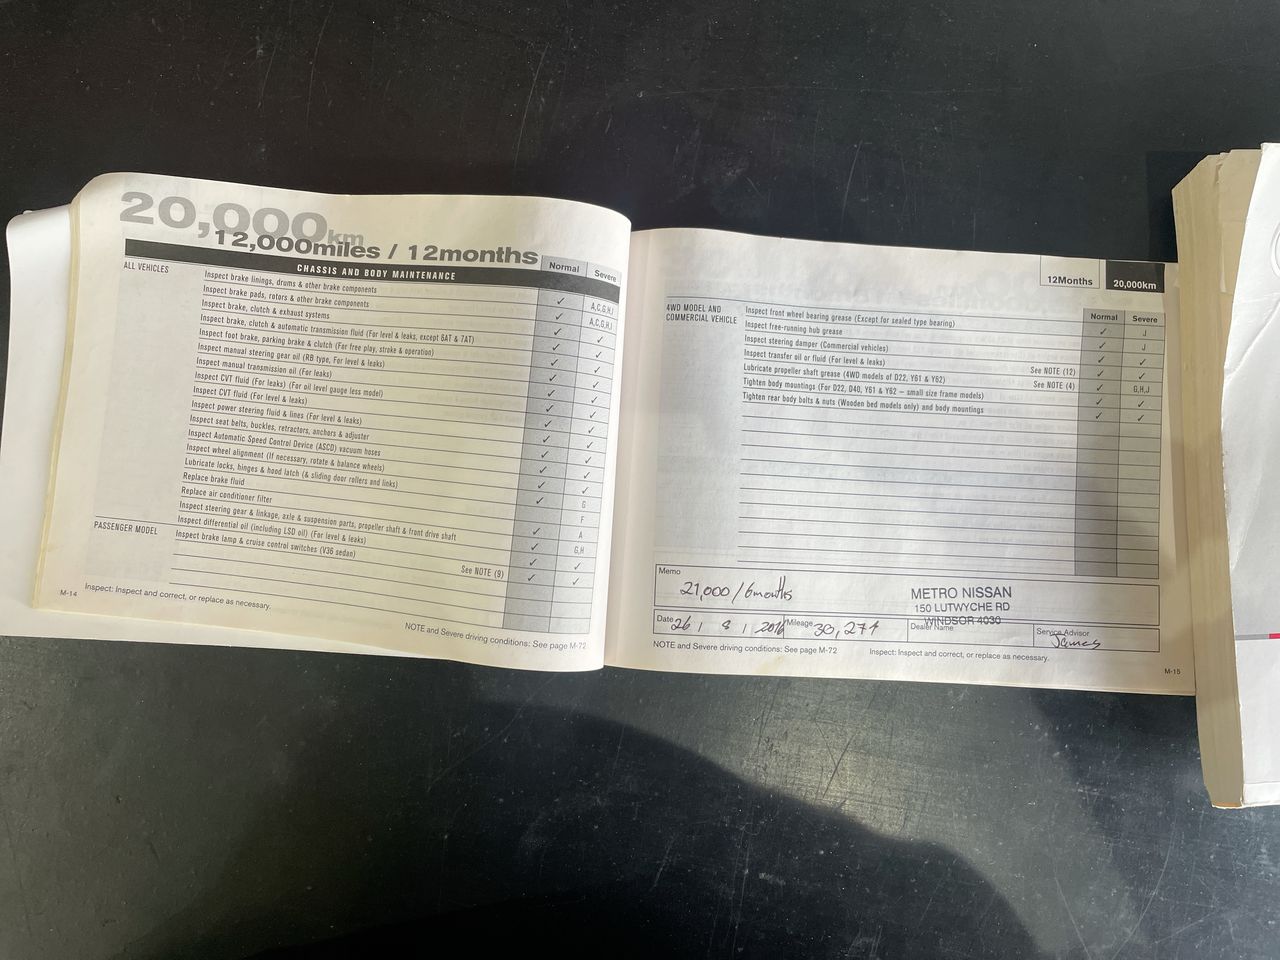 20,000km
12,000miles / 12months
CHASSIS AND BODY MAINTENANCE
Normal
Severe
ALL VEHICLES
Inspect brake linings, drums & other brake components ✓ A,C,G,H,J
Inspect brake pads, rotors & other brake components ✓ A,C,G,H,J
Inspect brake, clutch & exhaust systems ✓ ✓
Inspect brake, clutch & automatic transmission fluid (For level & leaks, except 6AT & 7AT) ✓ ✓
Inspect foot brake, parking brake & clutch (For free play, stroke & operation) ✓ ✓
Inspect manual steering gear oil (RB type, For level & leaks) ✓ ✓
Inspect manual transmission oil (For leaks) ✓ ✓
Inspect CVT fluid (For leaks) (For oil level gauge less model) ✓ ✓
Inspect CVT fluid (For level & leaks) ✓ ✓
Inspect power steering fluid & lines (For level & leaks) ✓ ✓
Inspect seat belts, buckles, retractors, anchors & adjuster ✓ ✓
Inspect Automatic Speed Control Device (ASCD) vacuum hoses ✓ ✓
Inspect wheel alignment (If necessary, rotate & balance wheels) ✓ ✓
Lubricate locks, hinges & hood latch (& sliding door rollers and links) ✓ G
Replace brake fluid F
Replace air conditioner filter ✓ A
Inspect steering gear & linkage, axle & suspension parts, propeller shaft & front drive shaft ✓ G,H
Inspect differential oil (including LSD oil) (For level & leaks) ✓ ✓
PASSENGER MODEL
Inspect brake lamp & cruise control switches (V36 sedan) See NOTE (9) ✓ ✓
Inspect: Inspect and correct, or replace as necessary.
M-14
NOTE and Severe driving conditions: See page M-72
12Months
20,000km
Normal
Severe
4WD MODEL AND
COMMERCIAL VEHICLE
Inspect front wheel bearing grease (Except for sealed type bearing) ✓ J
Inspect free-running hub grease ✓ J
Inspect steering damper (Commercial vehicles) ✓ ✓
Inspect transfer oil or fluid (For level & leaks) See NOTE (12) ✓ ✓
Lubricate propeller shaft grease (4WD models of D22, Y61 & Y62) See NOTE (4) ✓ G,H,J
Tighten body mountings (For D22, D40, Y61 & Y62 – small size frame models) ✓ ✓
Tighten rear body bolts & nuts (Wooden bed models only) and body mountings ✓ ✓
Memo
21,000 / 6months
METRO NISSAN
150 LUTWYCHE RD
WINDSOR 4030
Date 26 / 8 / 2016 Mileage 30,274 Dealer Name Service Advisor James
NOTE and Severe driving conditions: See page M-72
Inspect: Inspect and correct, or replace as necessary.
M-15